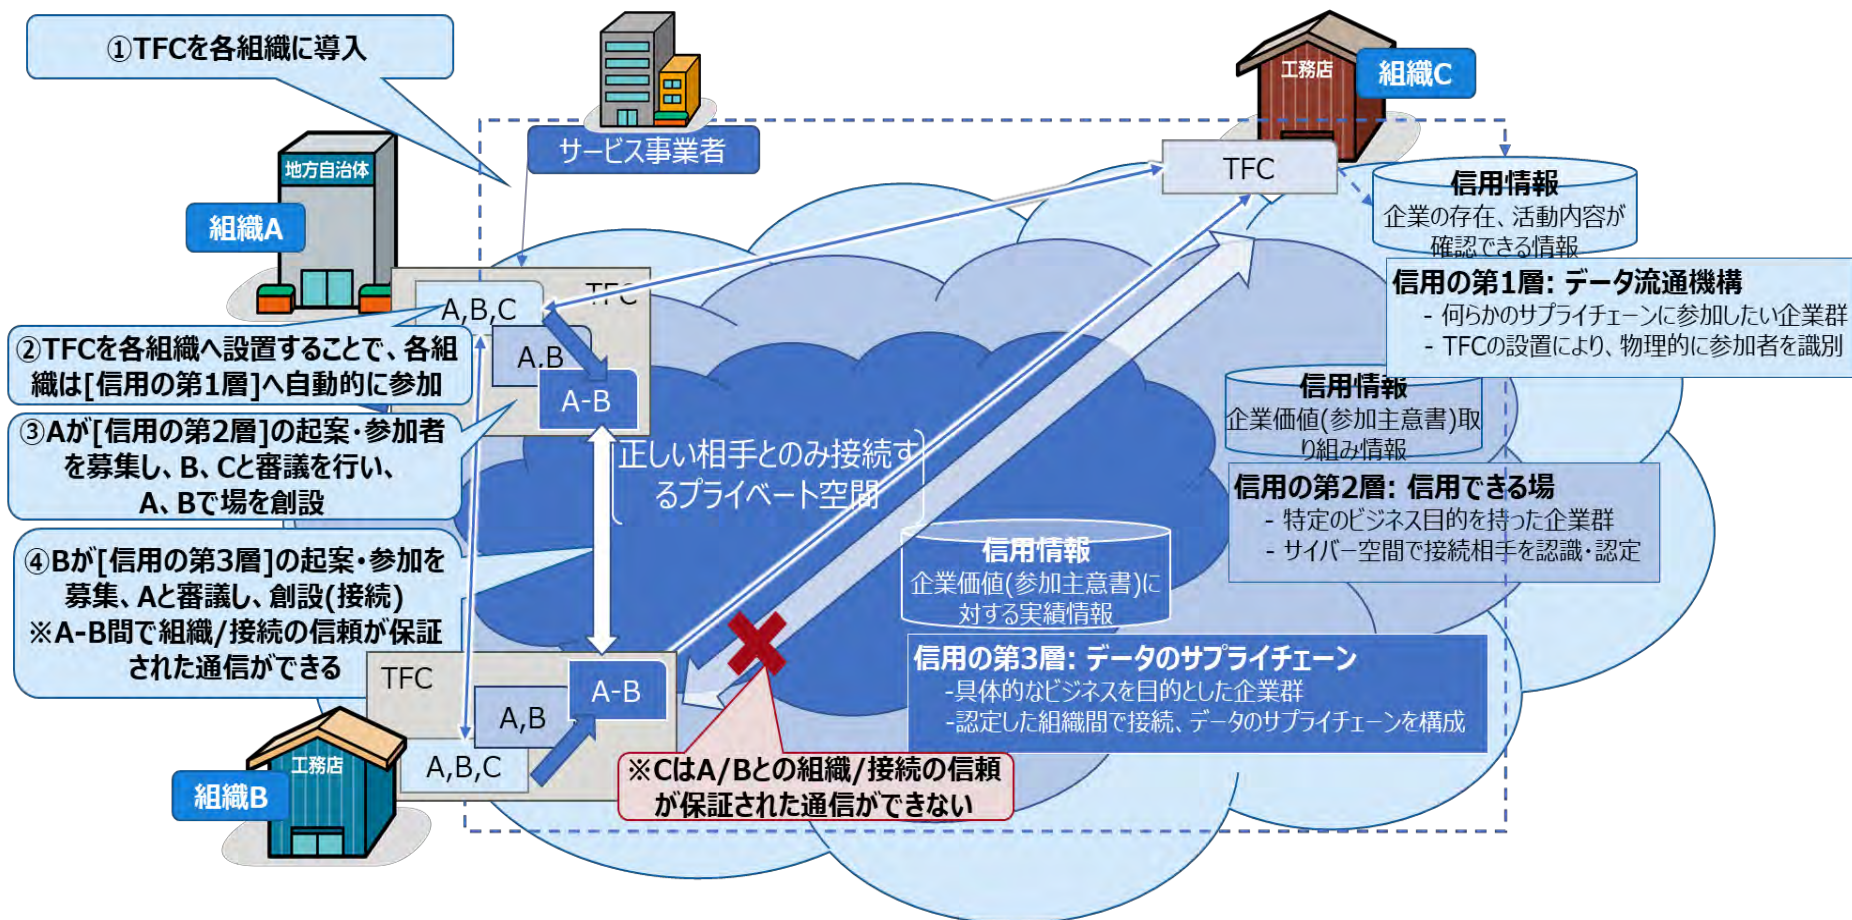 ①TFCを各組織に導入
サービス事業者
工務店
組織C
TFC
地方自治体
組織A
信用情報
企業の存在、活動内容が
確認できる情報
信用の第1層: データ流通機構
- 何らかのサプライチェーンに参加したい企業群
- TFCの設置により、物理的に参加者を識別
TFC
A,B,C
A,B
A-B
②TFCを各組織へ設置することで、各組
織は[信用の第1層]へ自動的に参加
③Aが[信用の第2層]の起案・参加者
を募集し、B、Cと審議を行い、
A、Bで場を創設
正しい相手とのみ接続す
るプライベート空間
信用情報
企業価値(参加主意書)取
り組み情報
信用の第2層: 信用できる場
- 特定のビジネス目的を持った企業群
- サイバー空間で接続相手を認識・認定
④Bが[信用の第3層]の起案・参加を
募集、Aと審議し、創設(接続)
※A-B間で組織/接続の信頼が保証
された通信ができる
信用情報
企業価値(参加主意書)に
対する実績情報
信用の第3層: データのサプライチェーン
-具体的なビジネスを目的とした企業群
-認定した組織間で接続、データのサプライチェーンを構成
TFC
A-B
A,B
A,B,C
工務店
組織B
※CはA/Bとの組織/接続の信頼
が保証された通信ができない